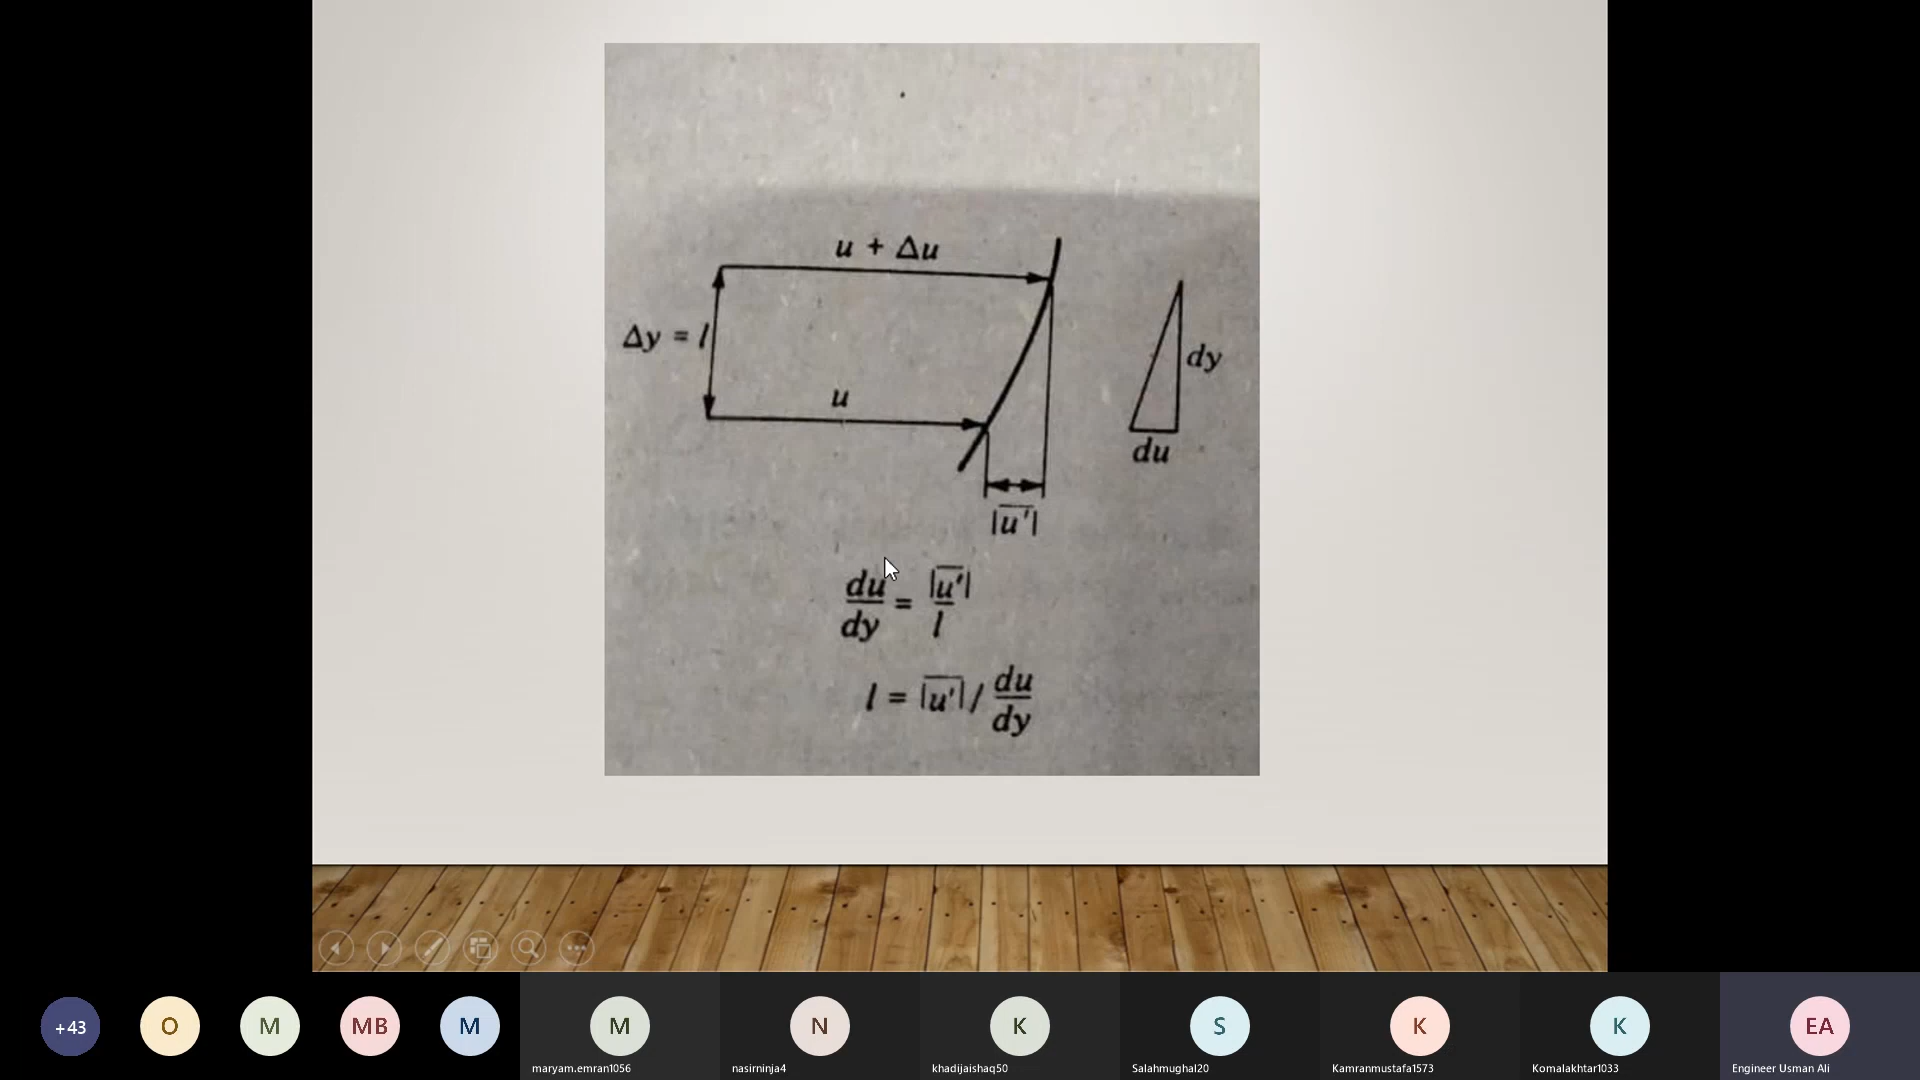 u + Δu
Δy = l
u
dy
du
|u̅'|
du/dy = |u̅'|/l
l = |u̅'| / du/dy
+43
O
M
MB
M
M
N
K
S
K
K
EA
maryam.emran1056
nasirninja4
khadijaishaq50
Salahmughal20
Kamranmustafa1573
Komalakhtar1033
Engineer Usman Ali